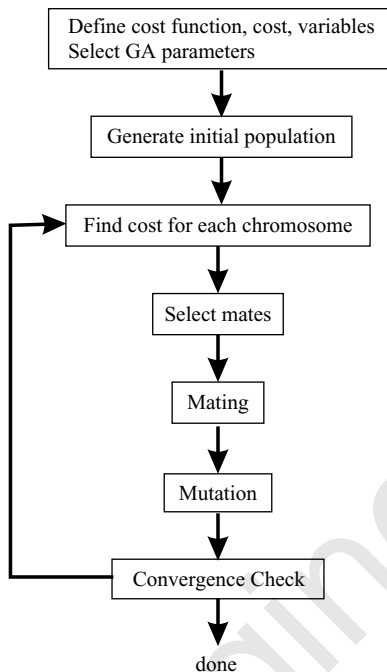 Define cost function, cost, variables
Select GA parameters
Generate initial population
Find cost for each chromosome
Select mates
Mating
Mutation
Convergence Check
done